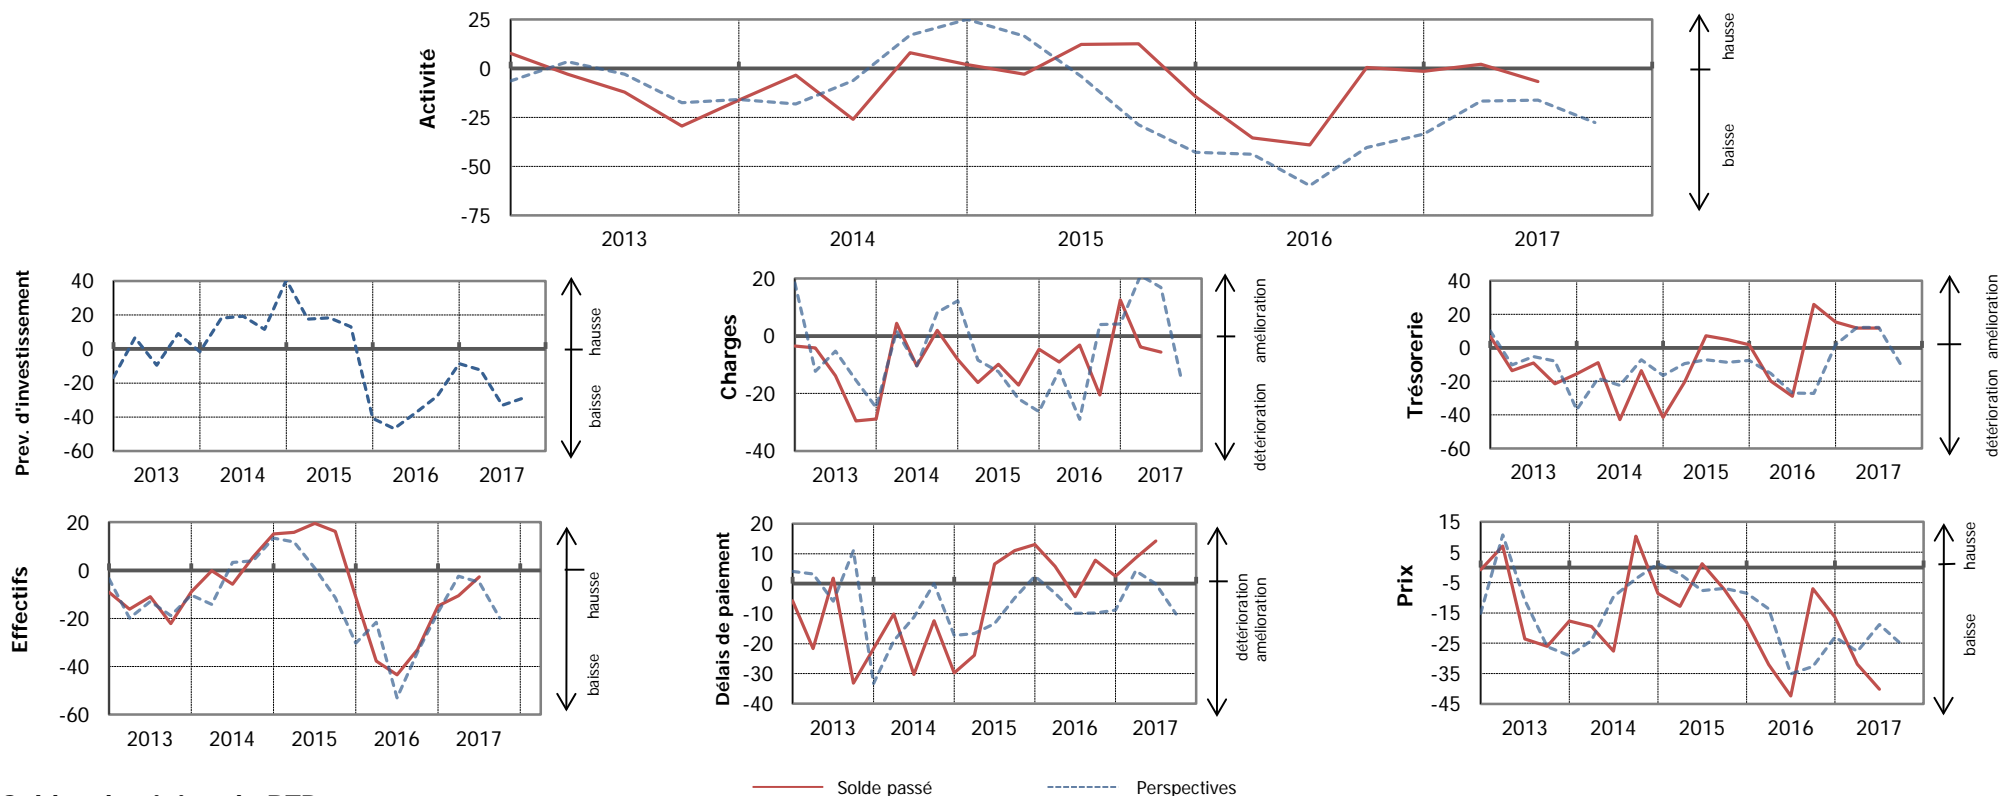 Activité
25
0
-25
-50
-75
2013 2014 2015 2016 2017
hausse
baisse
Prev. d'investissement
40
20
0
-20
-40
-60
2013 2014 2015 2016 2017
hausse
baisse
Charges
20
0
-20
-40
2013 2014 2015 2016 2017
amélioration
détérioration
Trésorerie
40
20
0
-20
-40
-60
2013 2014 2015 2016 2017
amélioration
détérioration
Effectifs
20
0
-20
-40
-60
2013 2014 2015 2016 2017
hausse
baisse
Délais de paiement
20
10
0
-10
-20
-30
-40
2013 2014 2015 2016 2017
détérioration
amélioration
Prix
15
5
-5
-15
-25
-35
-45
2013 2014 2015 2016 2017
hausse
baisse
Solde passé
Perspectives